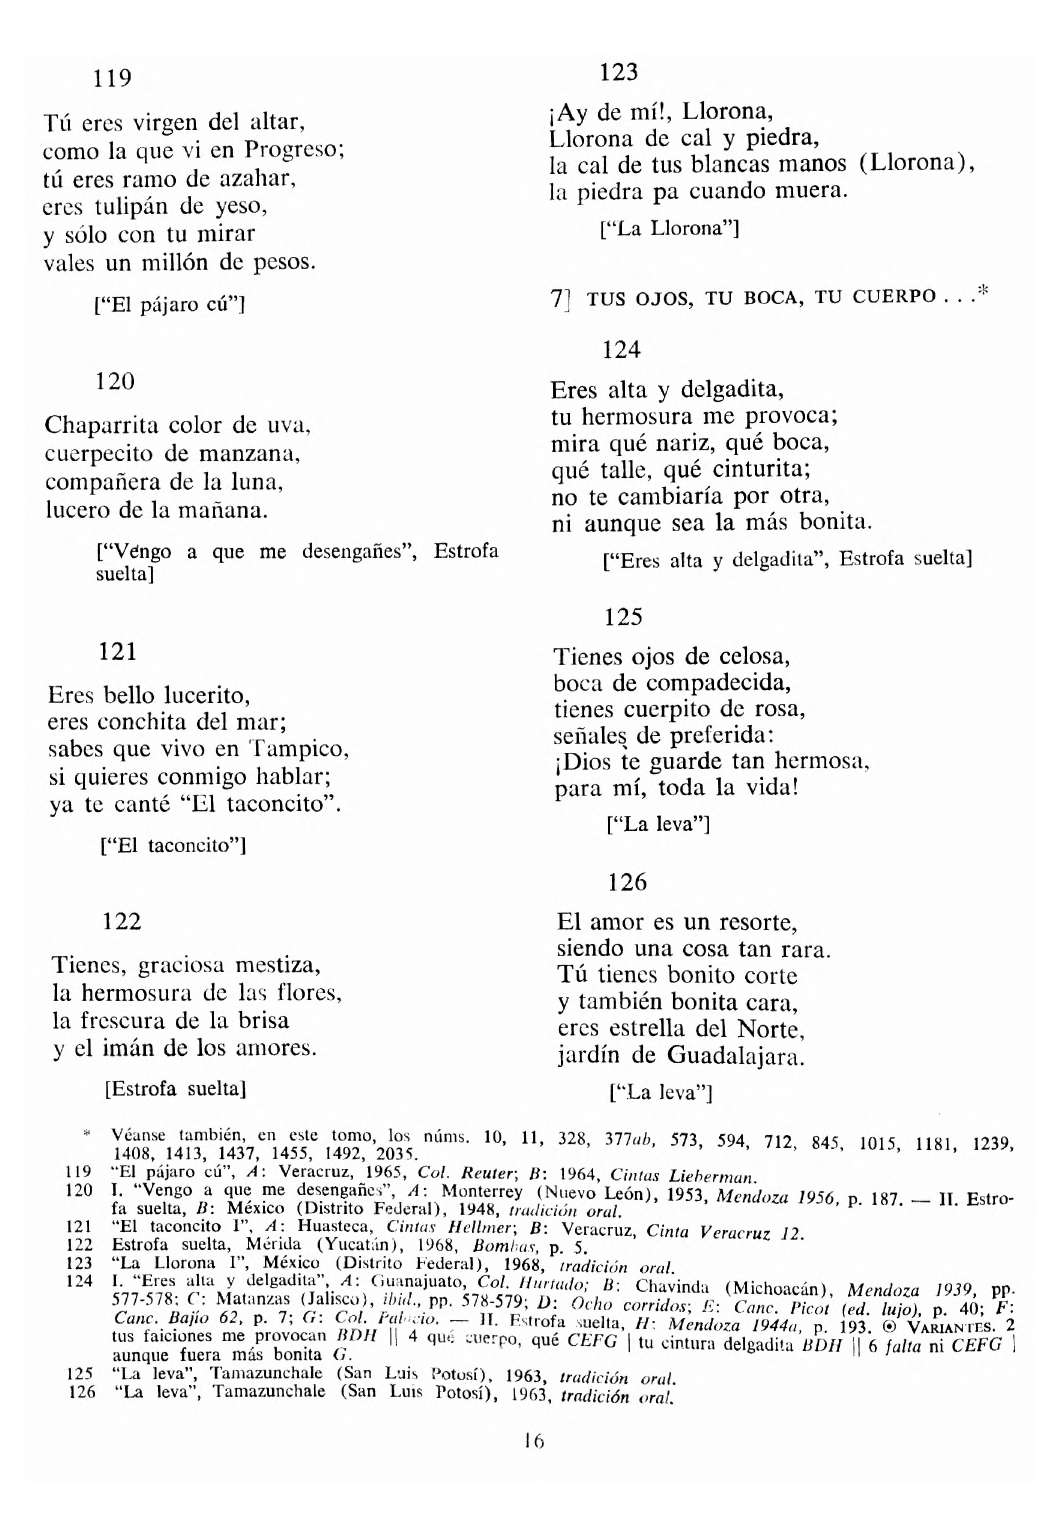 119
Tú eres virgen del altar,
como la que vi en Progreso;
tú eres ramo de azahar,
eres tulipán de yeso,
y sólo con tu mirar
vales un millón de pesos.
["El pájaro cú"]
120
Chaparrita color de uva,
cuerpecito de manzana,
compañera de la luna,
lucero de la mañana.
["Vengo a que me desengañes", Estrofa
suelta]
121
Eres bello lucerito,
eres conchita del mar;
sabes que vivo en Tampico,
si quieres conmigo hablar;
ya te canté "El taconcito".
["El taconcito"]
122
Tienes, graciosa mestiza,
la hermosura de las flores,
la frescura de la brisa
y el imán de los amores.
[Estrofa suelta]
123
¡Ay de mí!, Llorona,
Llorona de cal y piedra,
la cal de tus blancas manos (Llorona),
la piedra pa cuando muera.
["La Llorona"]
7] TUS OJOS, TU BOCA, TU CUERPO . . .*
124
Eres alta y delgadita,
tu hermosura me provoca;
mira qué nariz, qué boca,
qué talle, qué cinturita;
no te cambiaría por otra,
ni aunque sea la más bonita.
["Eres alta y delgadita", Estrofa suelta]
125
Tienes ojos de celosa,
boca de compadecida,
tienes cuerpito de rosa,
señales de preferida:
¡Dios te guarde tan hermosa,
para mí, toda la vida!
["La leva"]
126
El amor es un resorte,
siendo una cosa tan rara.
Tú tienes bonito corte
y también bonita cara,
eres estrella del Norte,
jardín de Guadalajara.
["La leva"]
* Véanse también, en este tomo, los núms. 10, 11, 328, 377ab, 573, 594, 712, 845, 1015, 1181, 1239,
1408, 1413, 1437, 1455, 1492, 2035.
119 "El pájaro cú", A: Veracruz, 1965, Col. Reuter; B: 1964, Cintas Lieberman.
120 I. "Vengo a que me desengañes", A: Monterrey (Nuevo León), 1953, Mendoza 1956, p. 187. — II. Estro-
fa suelta, B: México (Distrito Federal), 1948, tradición oral.
121 "El taconcito I", A: Huasteca, Cintas Hellmer; B: Veracruz, Cinta Veracruz 12.
122 Estrofa suelta, Mérida (Yucatán), 1968, Bombas, p. 5.
123 "La Llorona I", México (Distrito Federal), 1968, tradición oral.
124 I. "Eres alta y delgadita", A: Guanajuato, Col. Hurtado; B: Chavinda (Michoacán), Mendoza 1939, pp.
577-578; C: Matanzas (Jalisco), ibid., pp. 578-579; D: Ocho corridos; E: Canc. Picot (ed. lujo), p. 40; F:
Canc. Bajío 62, p. 7; G: Col. Palacio. — II. Estrofa suelta, H: Mendoza 1944a, p. 193. ⊙ VARIANTES. 2
tus faiciones me provocan BDH || 4 qué cuerpo, qué CEFG | tu cintura delgadita BDH || 6 falta ni CEFG |
aunque fuera más bonita G.
125 "La leva", Tamazunchale (San Luis Potosí), 1963, tradición oral.
126 "La leva", Tamazunchale (San Luis Potosí), 1963, tradición oral.
16